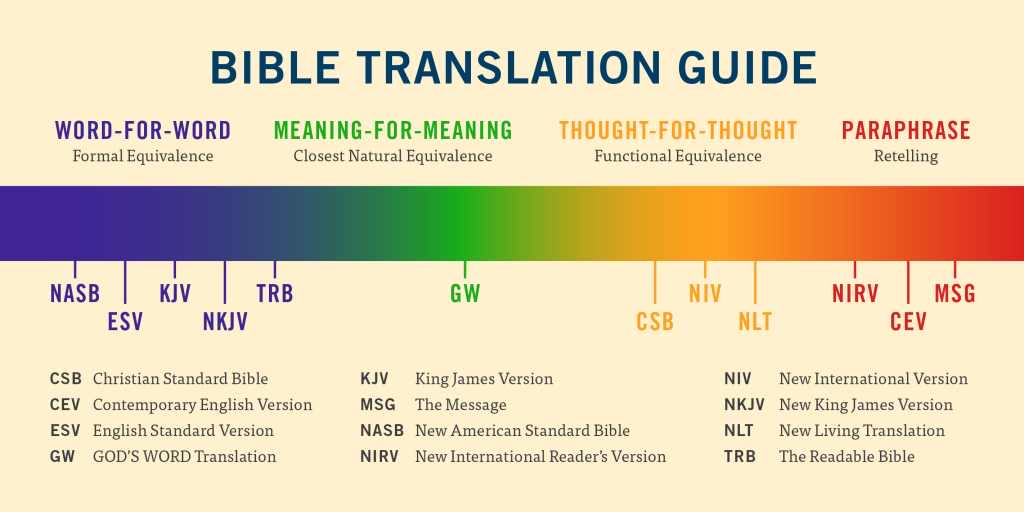 BIBLE TRANSLATION GUIDE
WORD-FOR-WORD MEANING-FOR-MEANING THOUGHT-FOR-THOUGHT PARAPHRASE
Formal Equivalence Closest Natural Equivalence Functional Equivalence Retelling
NASB KJV TRB GW NIV NIRV MSG
ESV NKJV CSB NLT CEV
CSB Christian Standard Bible KJV King James Version NIV New International Version
CEV Contemporary English Version MSG The Message NKJV New King James Version
ESV English Standard Version NASB New American Standard Bible NLT New Living Translation
GW GOD'S WORD Translation NIRV New International Reader's Version TRB The Readable Bible